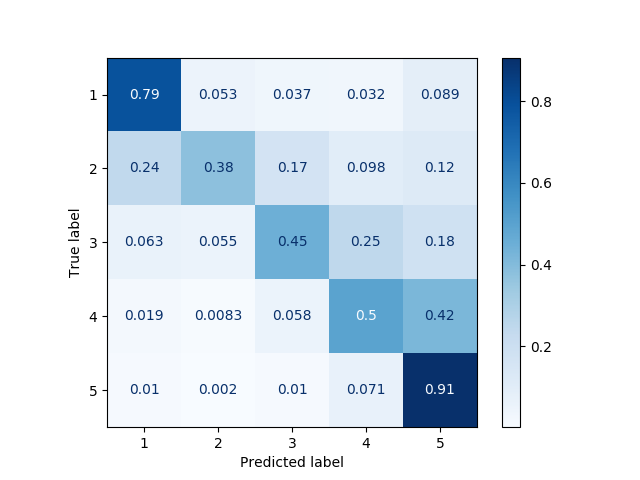 1 0.79 0.053 0.037 0.032 0.089
2 0.24 0.38 0.17 0.098 0.12
3 0.063 0.055 0.45 0.25 0.18
4 0.019 0.0083 0.058 0.5 0.42
5 0.01 0.002 0.01 0.071 0.91
1 2 3 4 5
Predicted label
True label
0.8
0.6
0.4
0.2